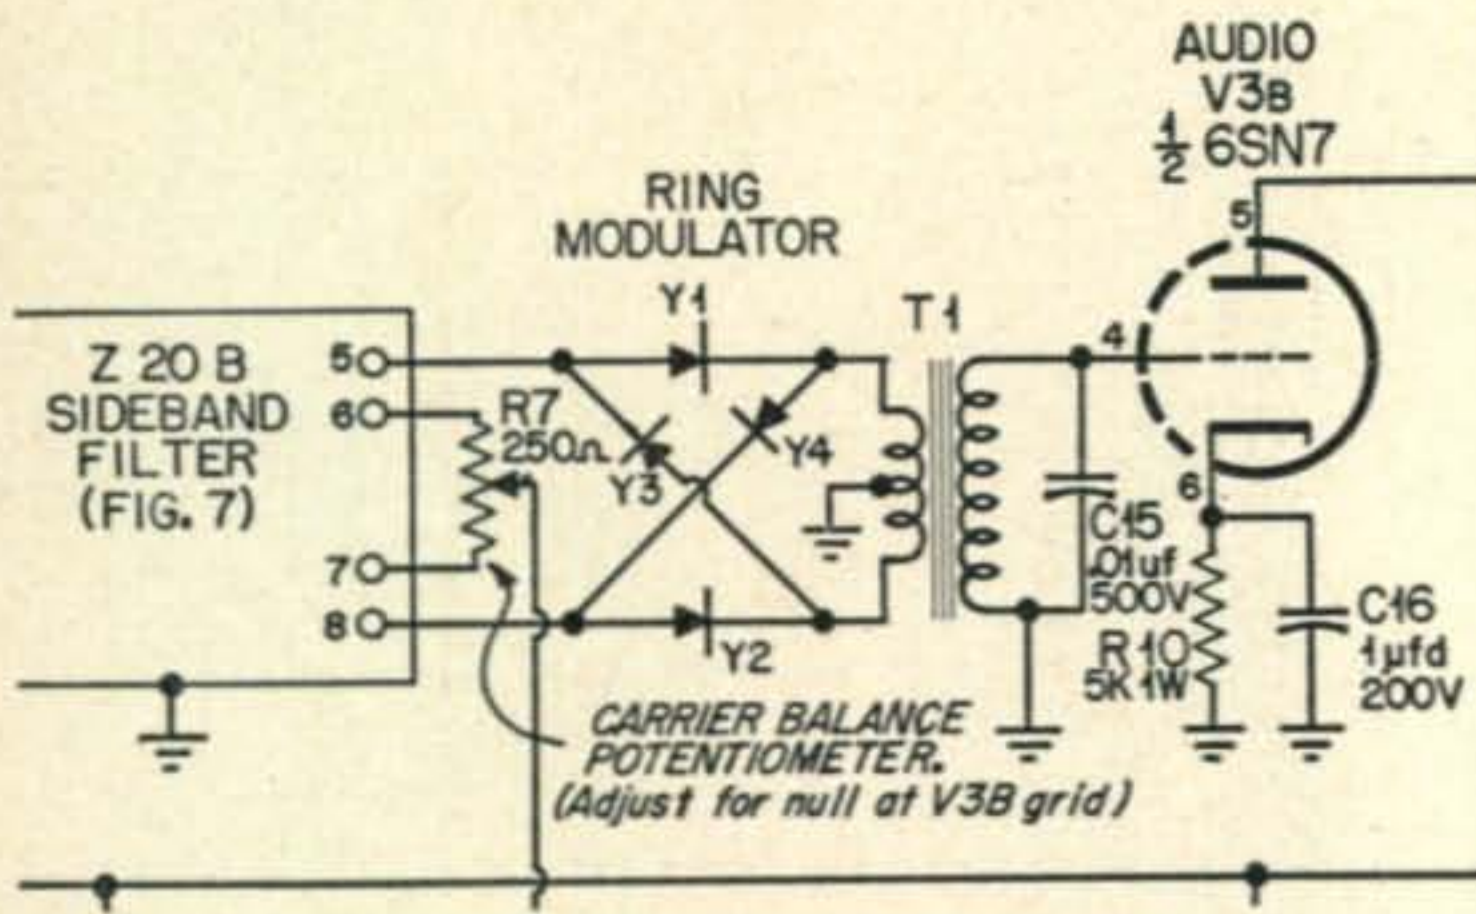 AUDIO
V3B
1/2 6SN7
RING
MODULATOR
Y1
T1
5
4
Z 20 B
SIDEBAND
FILTER
(FIG. 7)
5
6
7
8
R7
250Ω
Y3
Y4
Y2
6
C15
.01uf
500V
R10
5K 1W
C16
1µfd
200V
CARRIER BALANCE
POTENTIOMETER.
(Adjust for null at V3B grid)